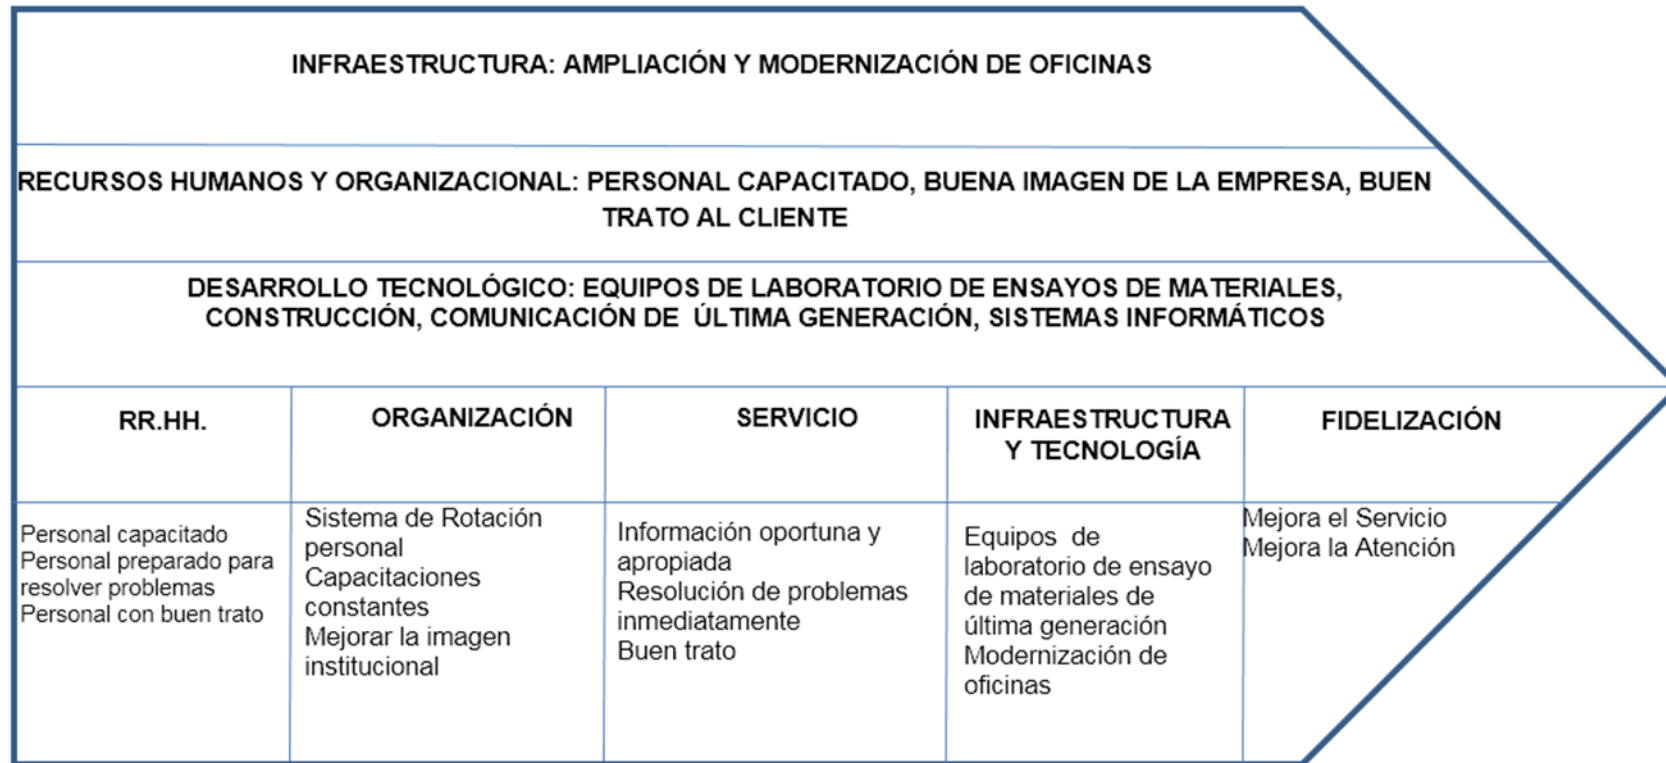 INFRAESTRUCTURA: AMPLIACIÓN Y MODERNIZACIÓN DE OFICINAS
RECURSOS HUMANOS Y ORGANIZACIONAL: PERSONAL CAPACITADO, BUENA IMAGEN DE LA EMPRESA, BUEN
TRATO AL CLIENTE
DESARROLLO TECNOLÓGICO: EQUIPOS DE LABORATORIO DE ENSAYOS DE MATERIALES,
CONSTRUCCIÓN, COMUNICACIÓN DE ÚLTIMA GENERACIÓN, SISTEMAS INFORMÁTICOS
RR.HH.
ORGANIZACIÓN
SERVICIO
INFRAESTRUCTURA
Y TECNOLOGÍA
FIDELIZACIÓN
Personal capacitado
Personal preparado para
resolver problemas
Personal con buen trato
Sistema de Rotación
personal
Capacitaciones
constantes
Mejorar la imagen
institucional
Información oportuna y
apropiada
Resolución de problemas
inmediatamente
Buen trato
Equipos de
laboratorio de ensayo
de materiales de
última generación
Modernización de
oficinas
Mejora el Servicio
Mejora la Atención